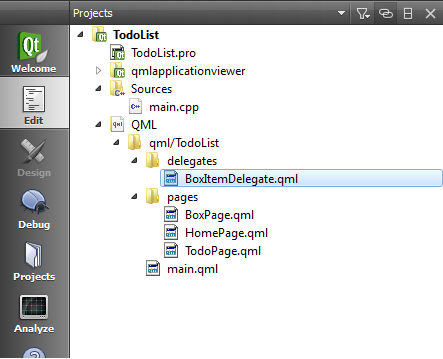 Projects
TodoList
TodoList.pro
qmlapplicationviewer
Sources
main.cpp
QML
qml/TodoList
delegates
BoxItemDelegate.qml
pages
BoxPage.qml
HomePage.qml
TodoPage.qml
main.qml
Qt
Welcome
Edit
Design
Debug
Projects
Analyze
?